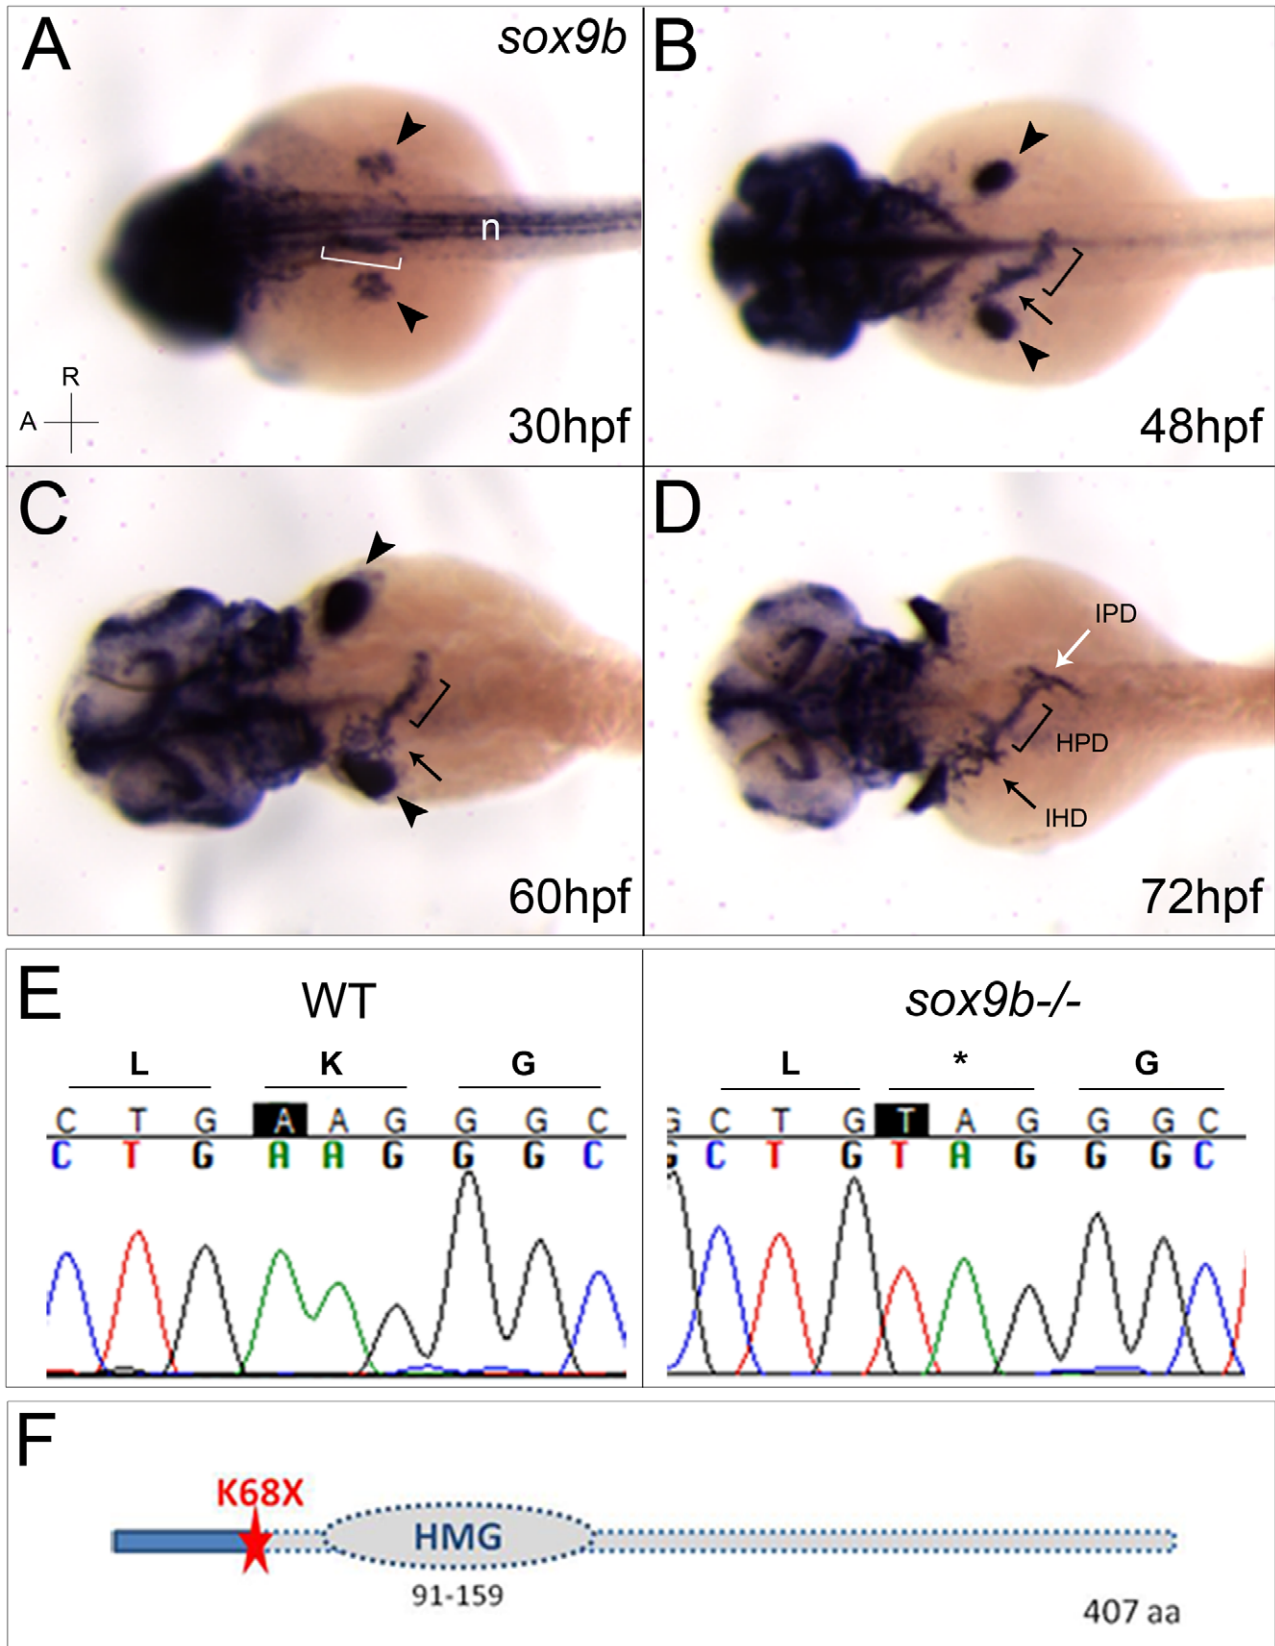 A
sox9b
n
R
A
30hpf
B
48hpf
C
60hpf
D
IPD
HPD
IHD
72hpf
E
WT
L K G
C T G A A G G G C
C T G A A G G G C
sox9b-/-
L * G
G C T G T A G G G C
G C T G T A G G G C
F
K68X
HMG
91-159
407 aa